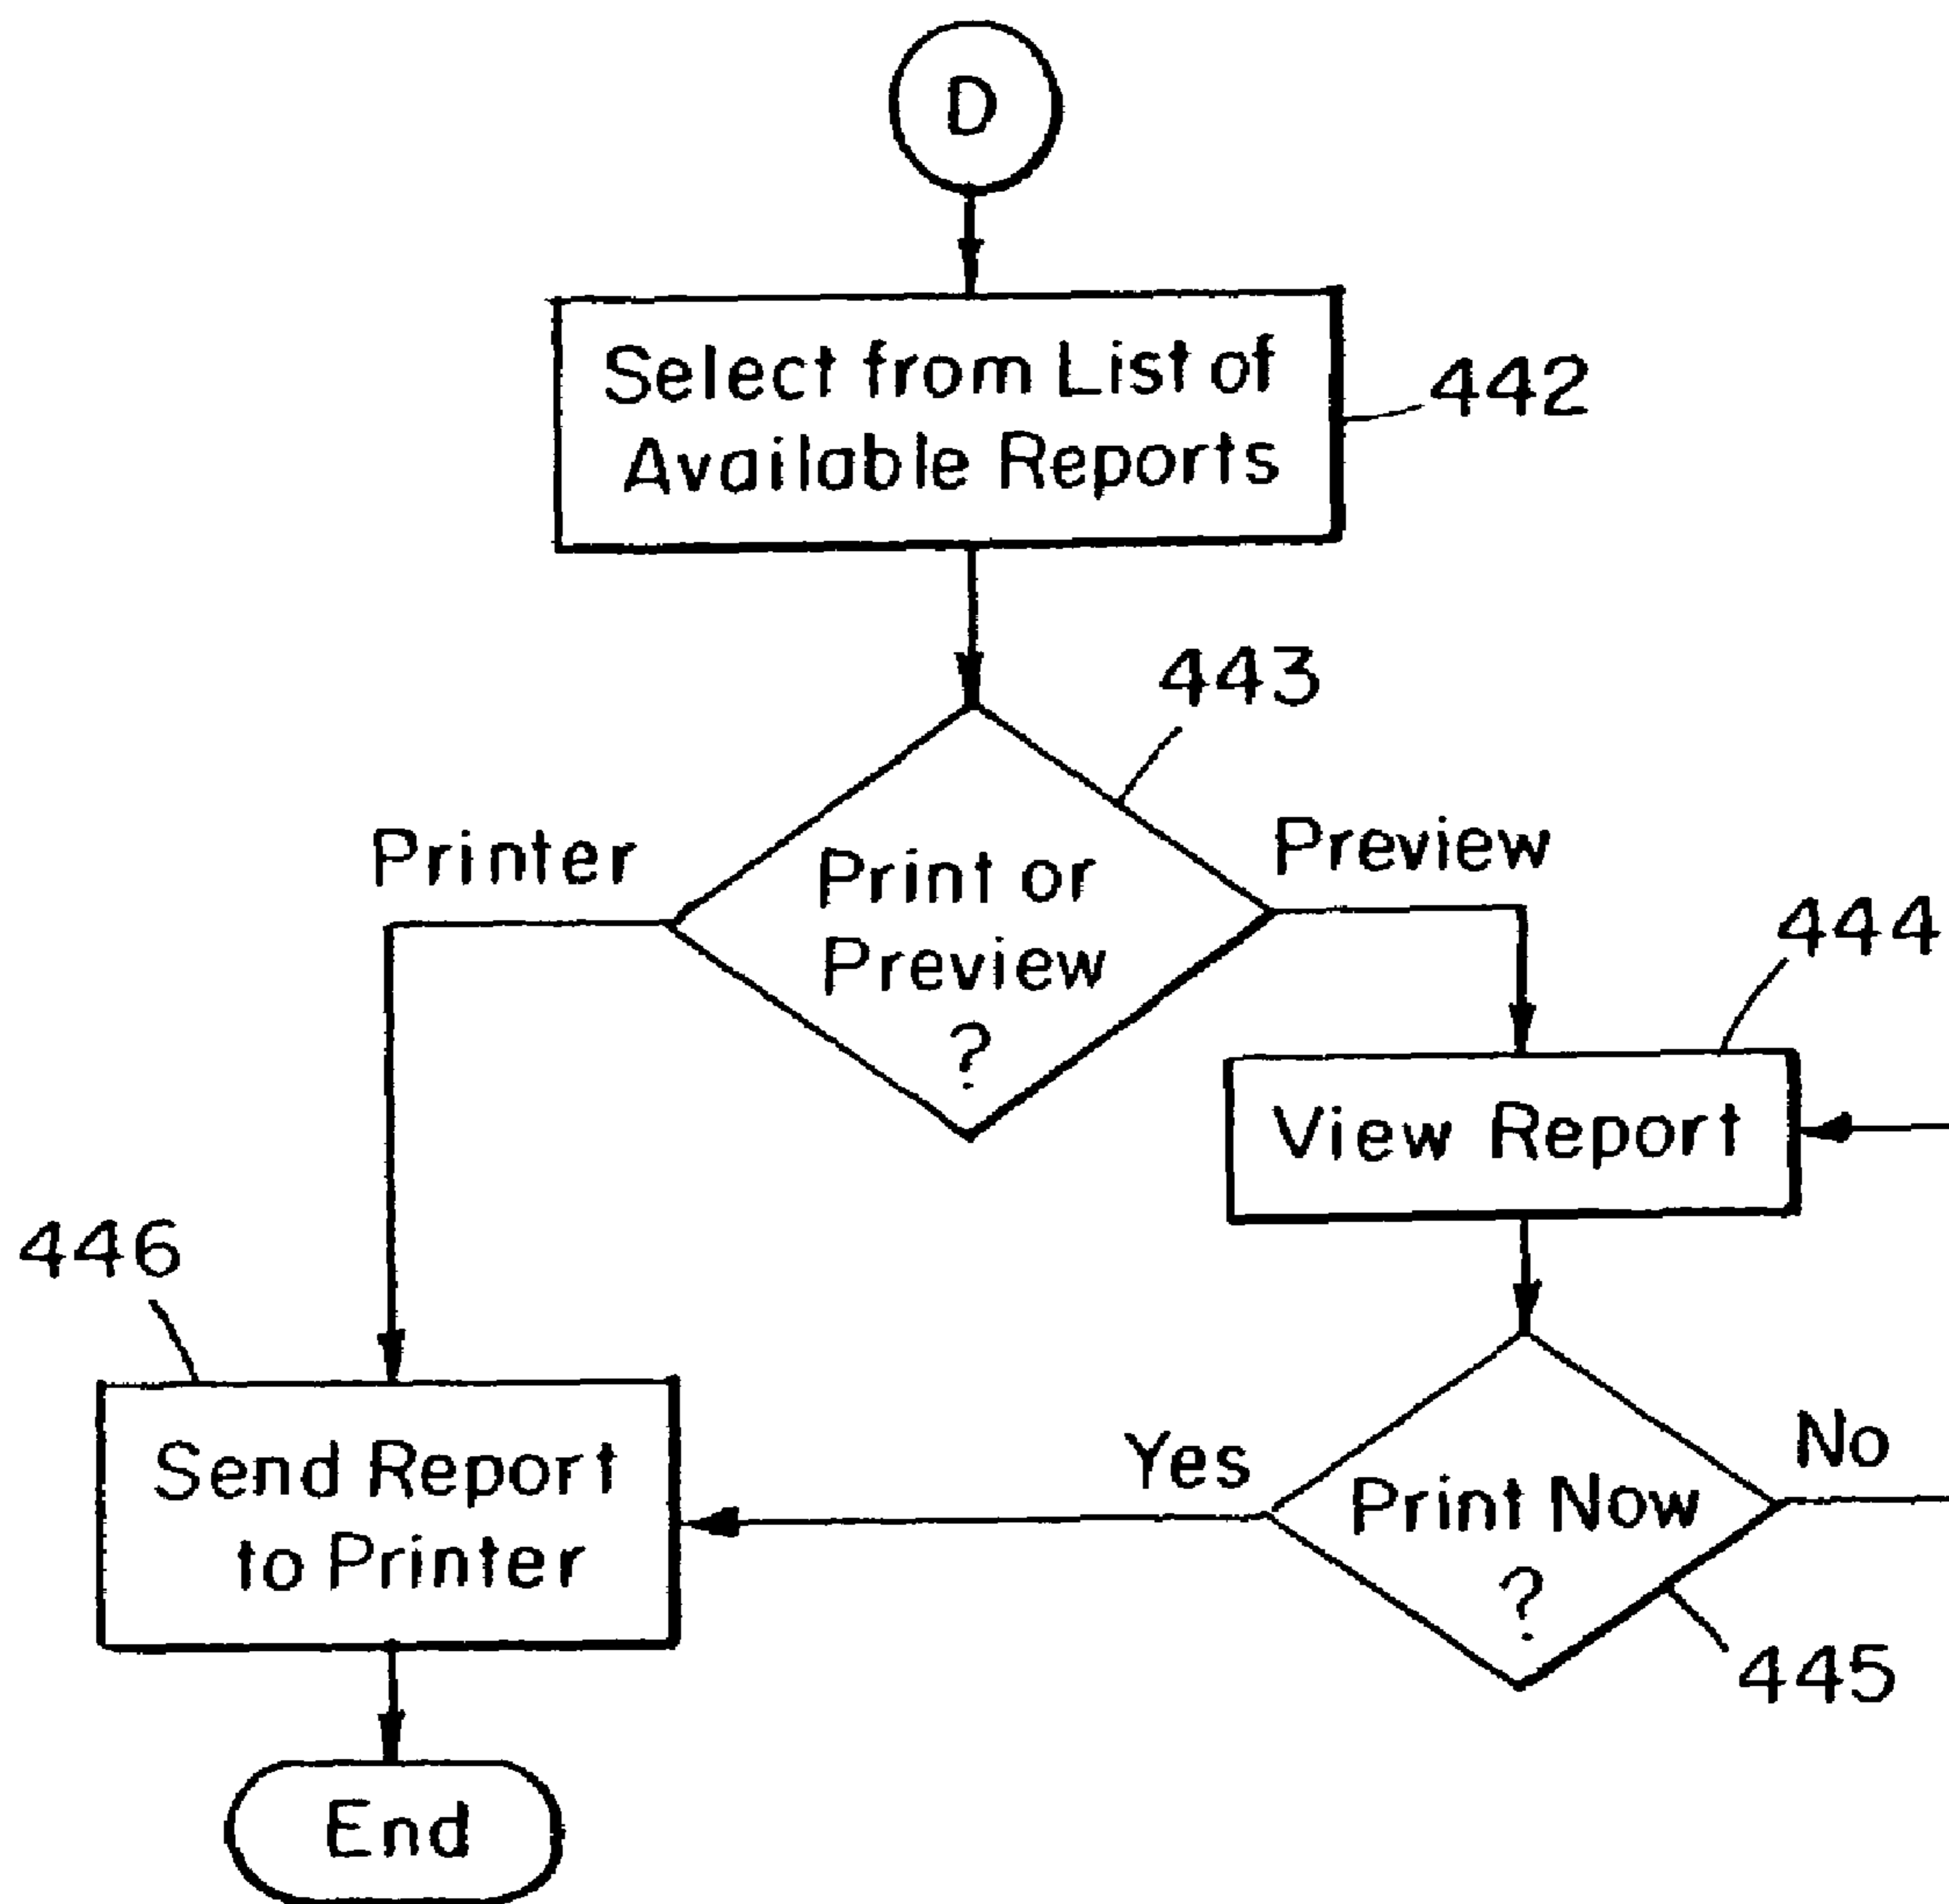 D
Select from List of
Available Reports
442
443
Printer
Print or
Preview
?
Preview
444
View Report
446
Send Report
to Printer
Yes
Print Now
?
No
445
End